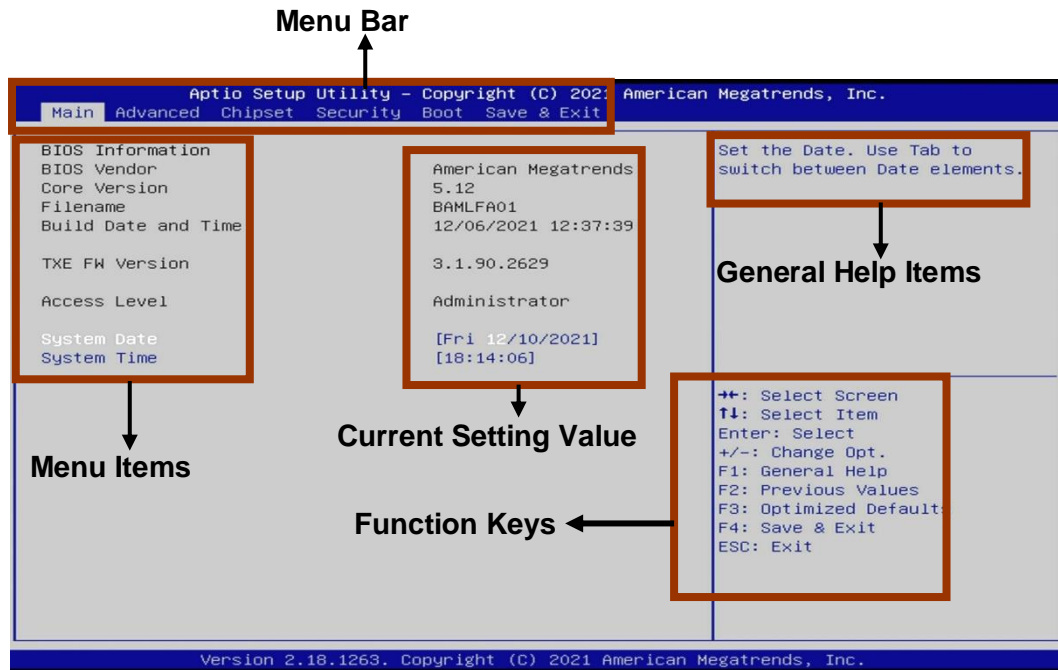 Menu Bar
Aptio Setup Utility – Copyright (C) 2021 American Megatrends, Inc.
Main Advanced Chipset Security Boot Save & Exit
BIOS Information
BIOS Vendor American Megatrends
Core Version 5.12
Filename BAMLFA01
Build Date and Time 12/06/2021 12:37:39
TXE FW Version 3.1.90.2629
Access Level Administrator
System Date [Fri 12/10/2021]
System Time [18:14:06]
Set the Date. Use Tab to
switch between Date elements.
General Help Items
Menu Items
Current Setting Value
Function Keys
→←: Select Screen
↑↓: Select Item
Enter: Select
+/-: Change Opt.
F1: General Help
F2: Previous Values
F3: Optimized Defaults
F4: Save & Exit
ESC: Exit
Version 2.18.1263. Copyright (C) 2021 American Megatrends, Inc.